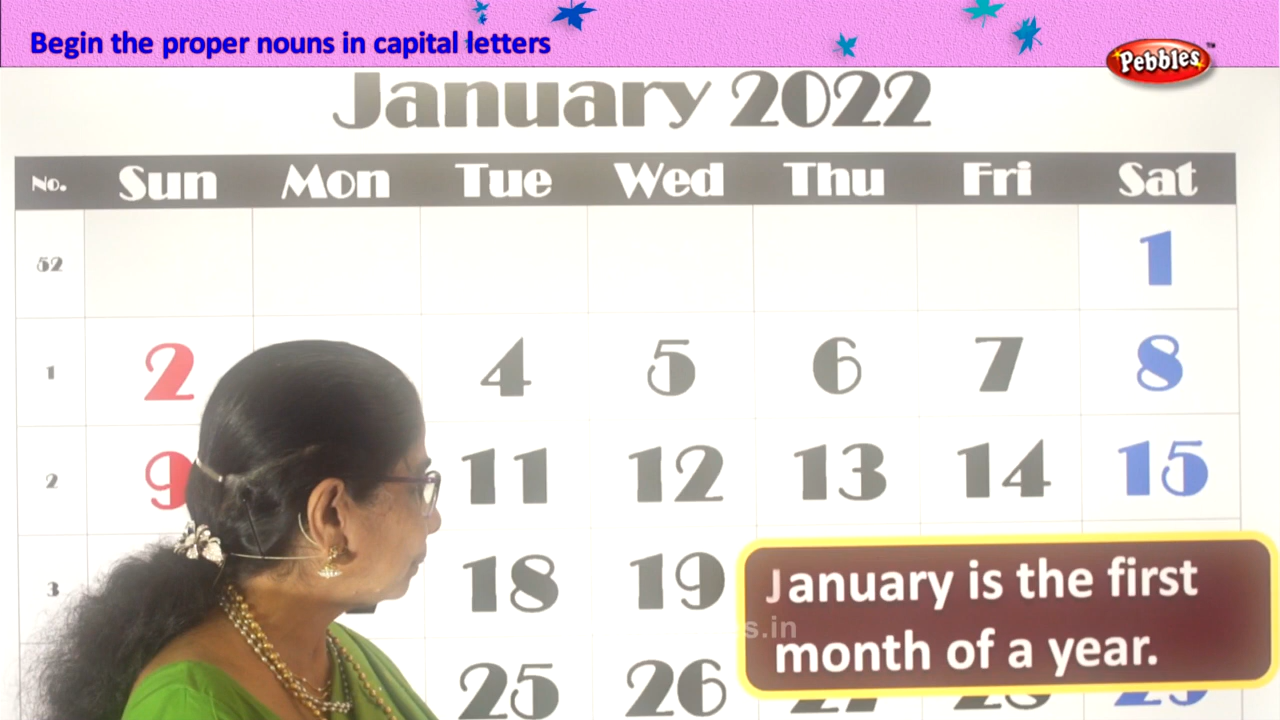 Begin the proper nouns in capital letters
Pebbles™
January 2022
No. Sun Mon Tue Wed Thu Fri Sat
52 1
1 2 4 5 6 7 8
2 9 11 12 13 14 15
3 18 19
January is the first
s.in
month of a year.
25 26